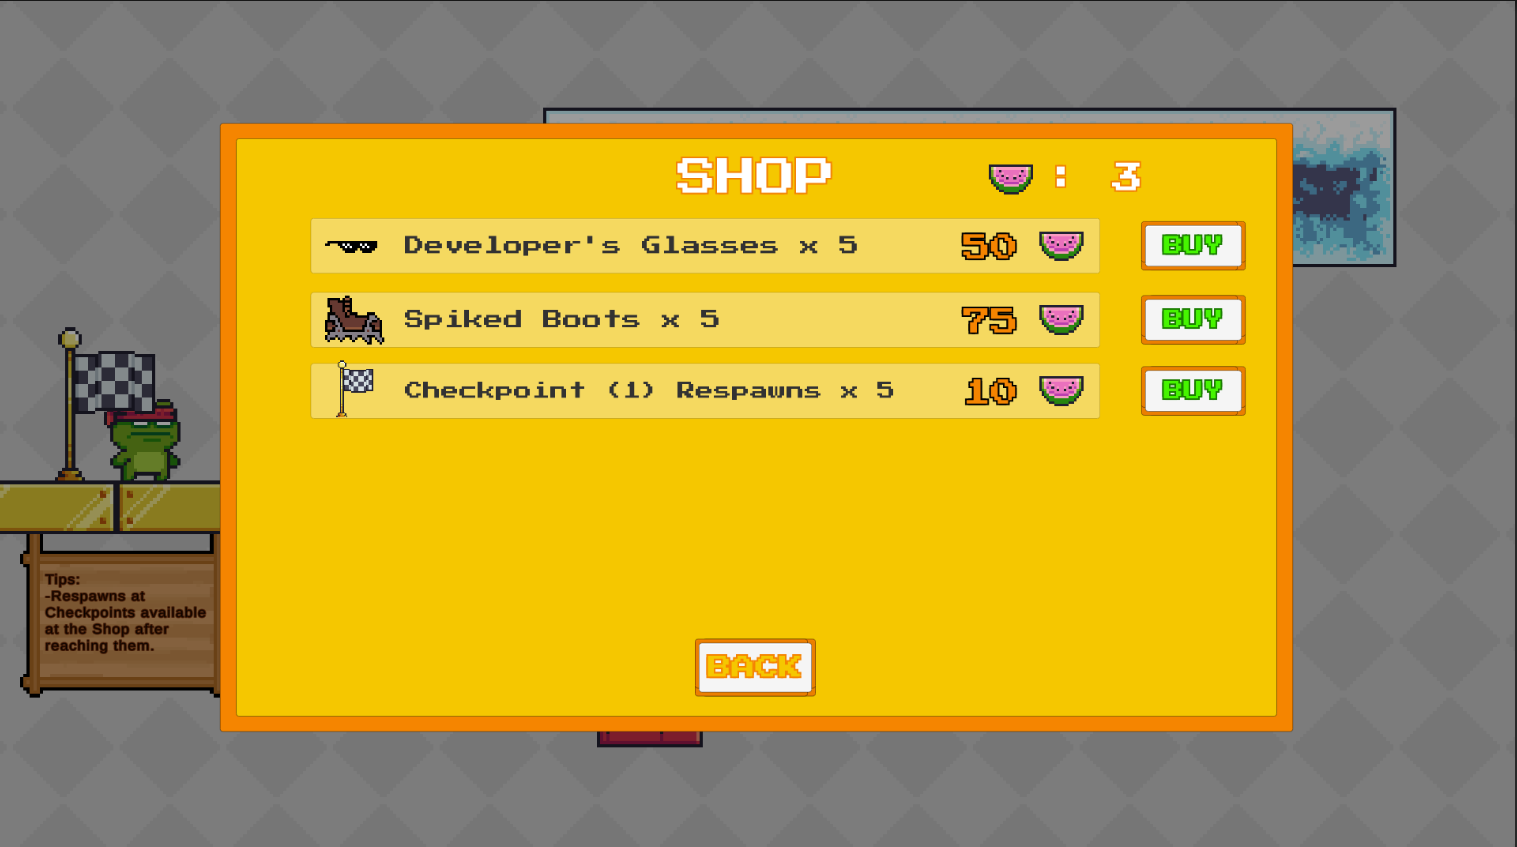 SHOP : 3
Developer's Glasses x 5 50 BUY
Spiked Boots x 5 75 BUY
Checkpoint (1) Respawns x 5 10 BUY
Tips:
-Respawns at
Checkpoints available
at the Shop after
reaching them.
BACK